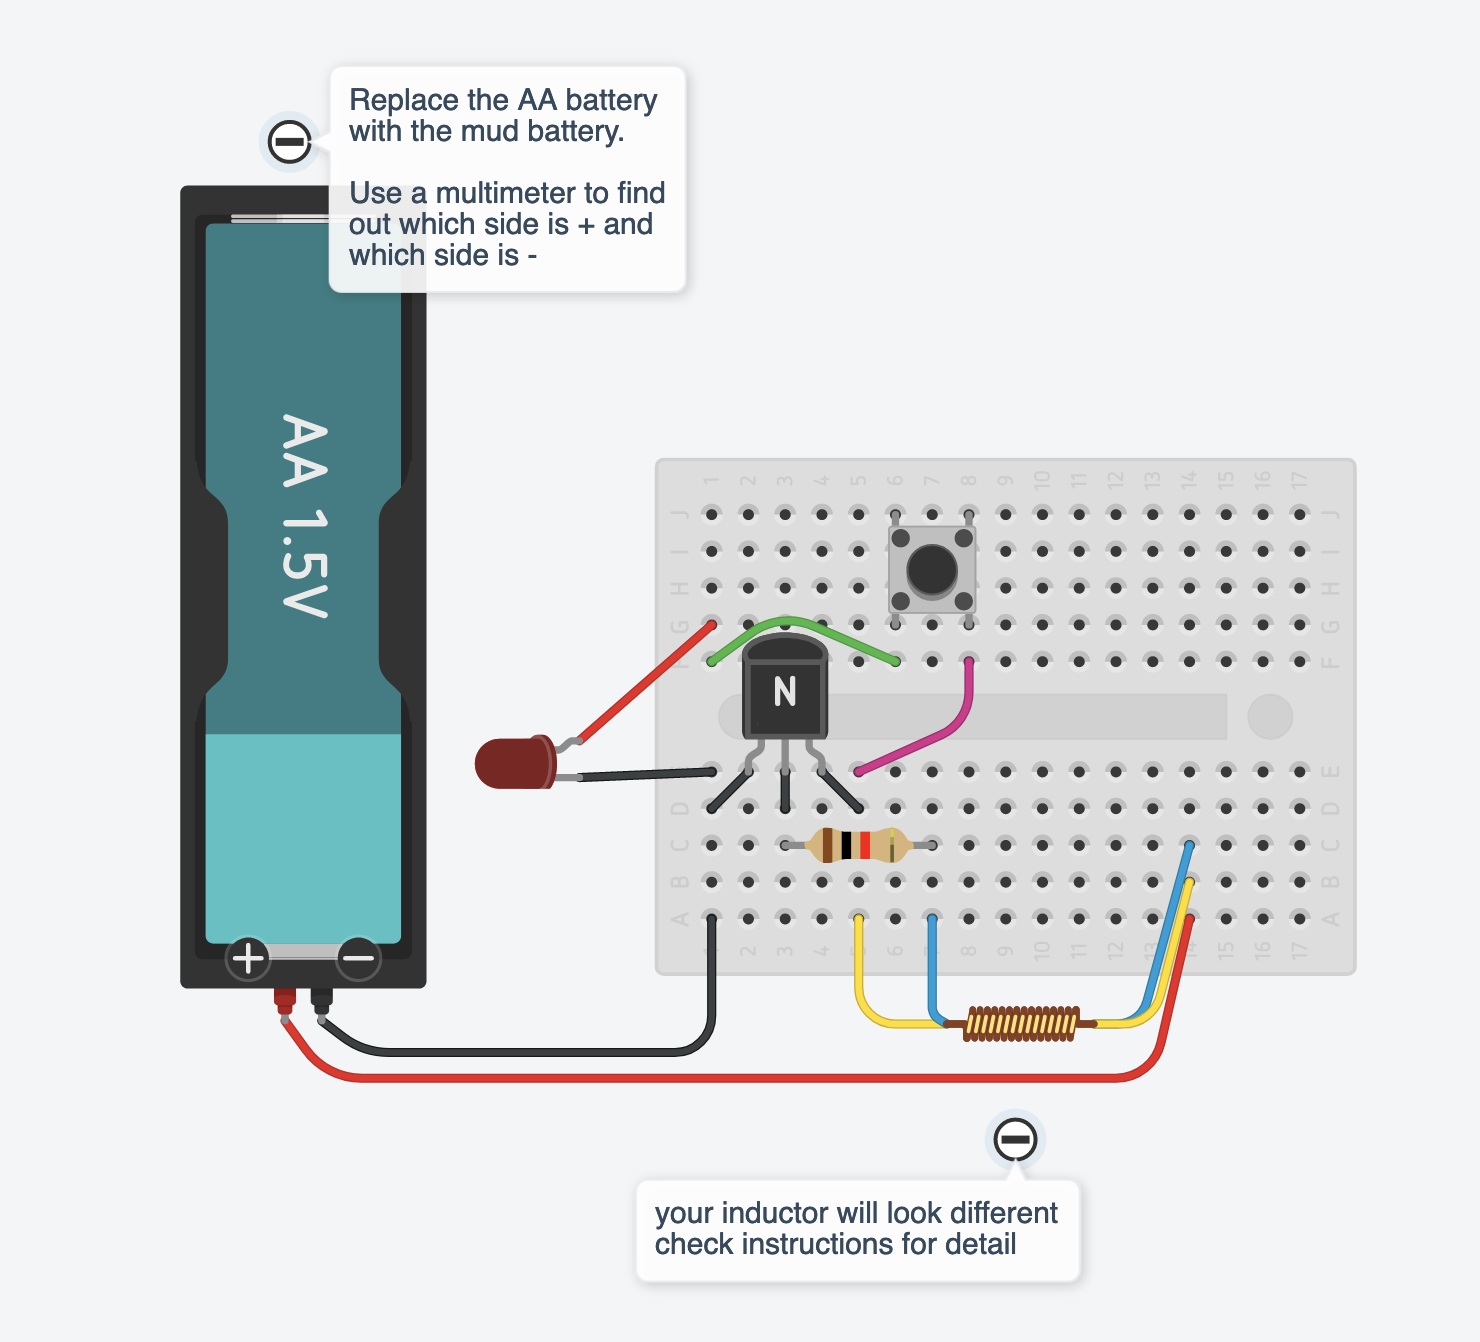 Replace the AA battery
with the mud battery.
Use a multimeter to find
out which side is + and
which side is -
AA 1.5V
+ −
1 2 3 4 5 6 7 8 9 10 11 12 13 14 15 16 17
J J
I I
H H
G G
F F
N
E
D D
C C
B B
A A
2 3 4 5 6 7 8 9 10 11 12 13 14 15 16 17
your inductor will look different
check instructions for detail